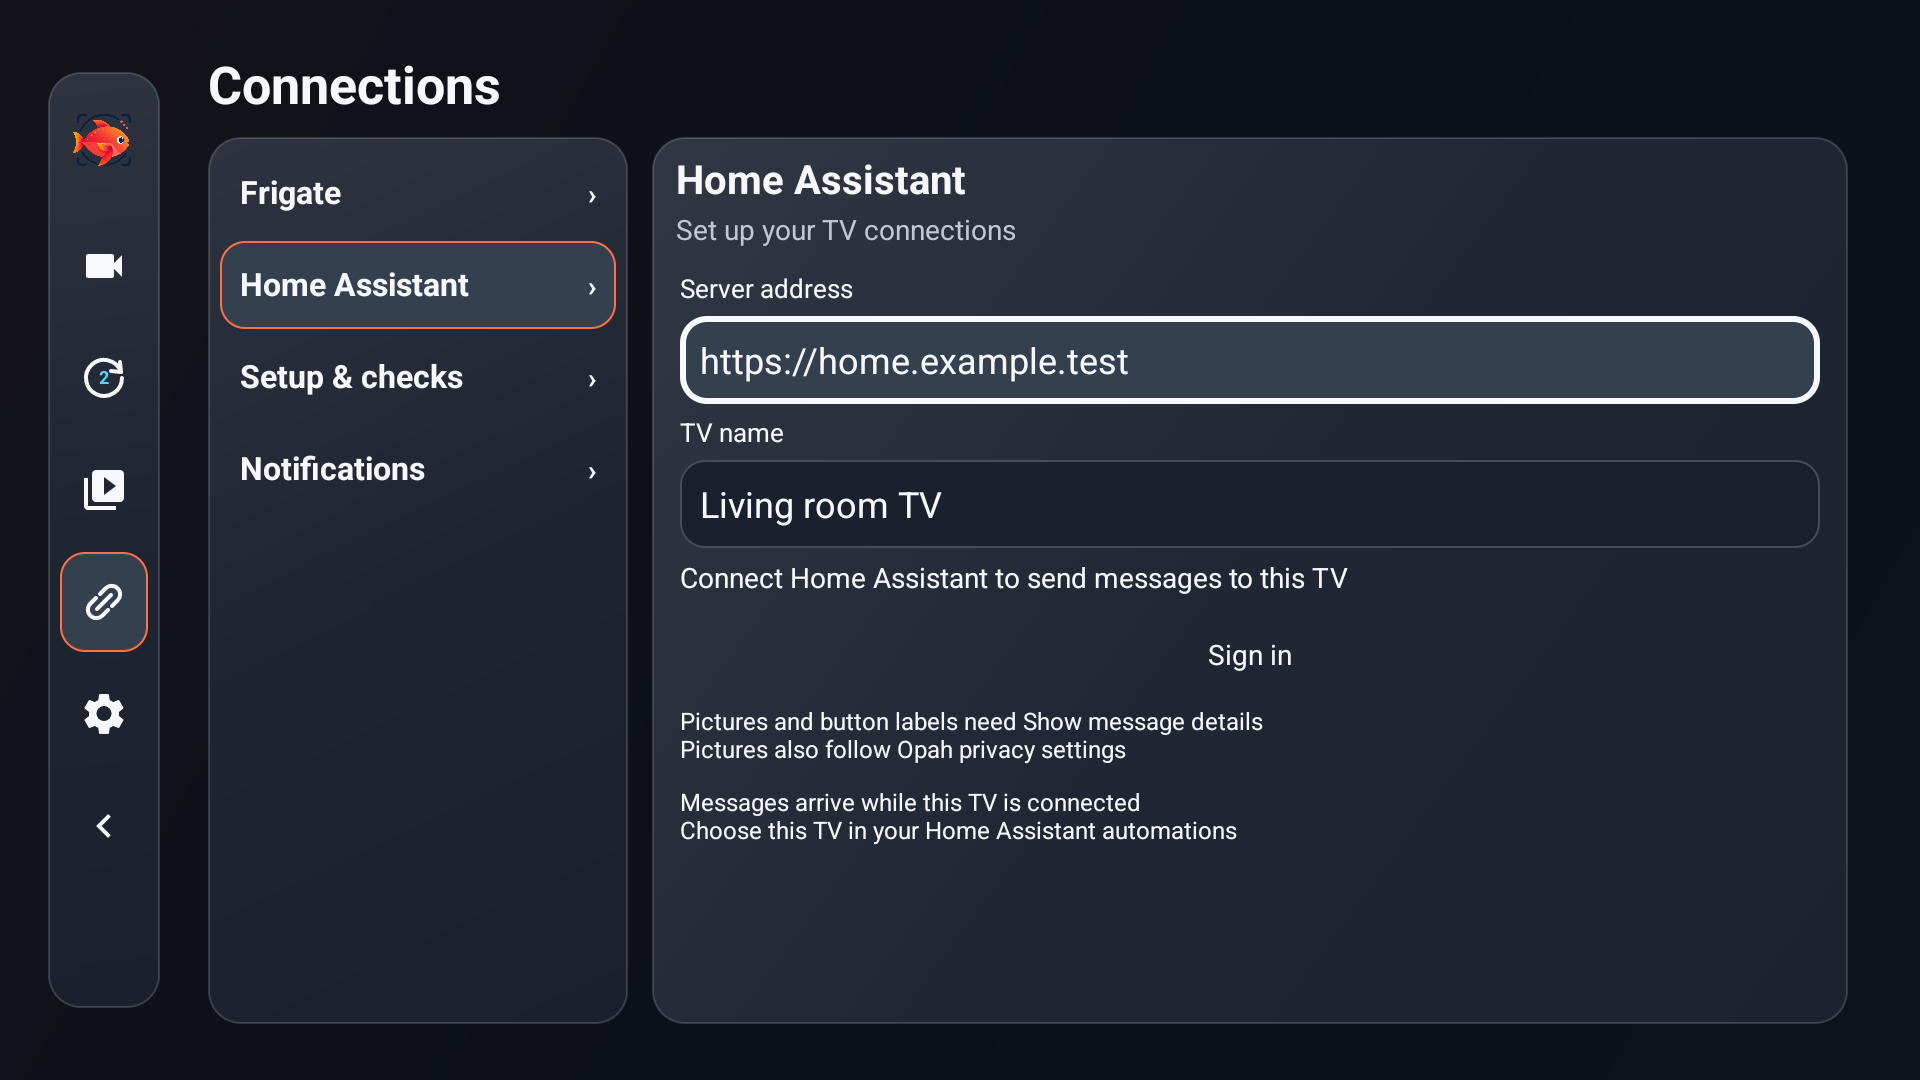 Connections
2
Frigate
Home Assistant
Setup & checks
Notifications
Home Assistant
Set up your TV connections
Server address
https://home.example.test
TV name
Living room TV
Connect Home Assistant to send messages to this TV
Sign in
Pictures and button labels need Show message details
Pictures also follow Opah privacy settings
Messages arrive while this TV is connected
Choose this TV in your Home Assistant automations